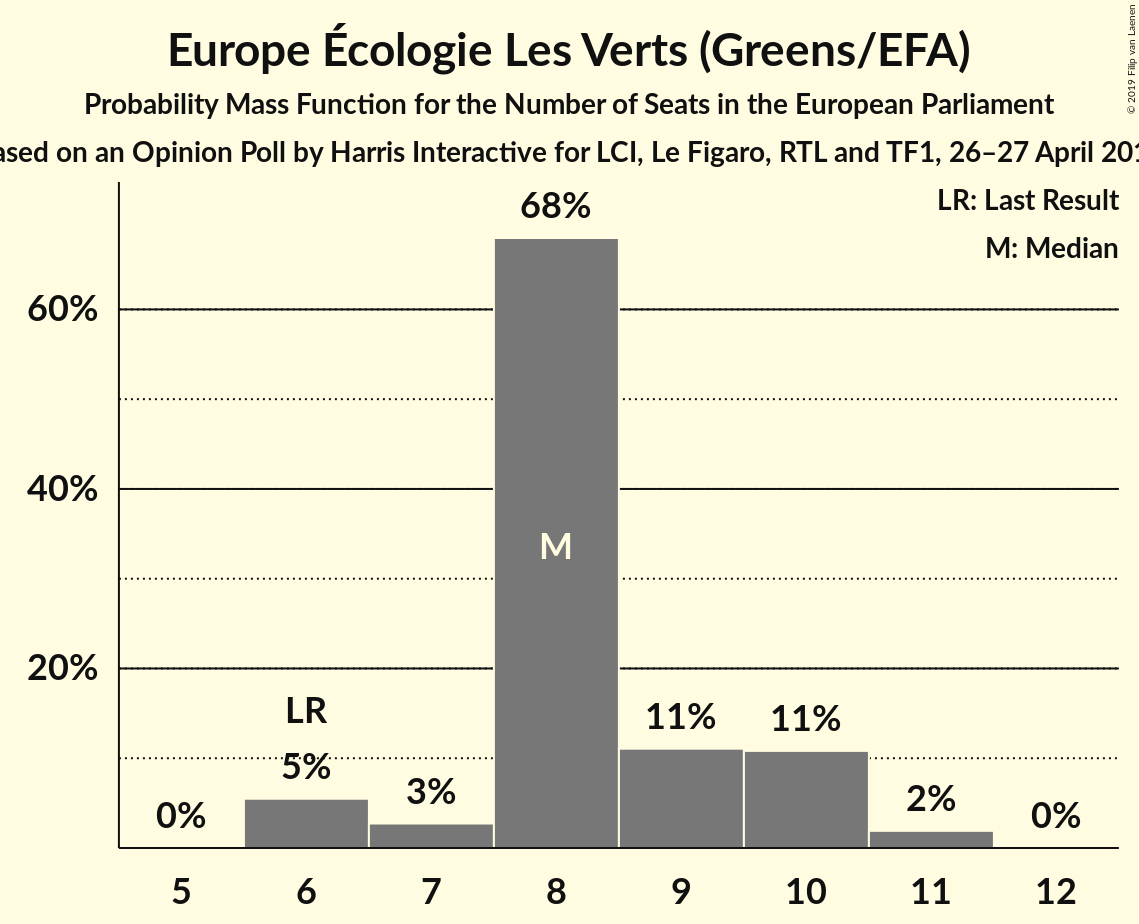 Europe Écologie Les Verts (Greens/EFA)
Probability Mass Function for the Number of Seats in the European Parliament
on an Opinion Poll by Harris Interactive for LCI, Le Figaro, RTL and TF1, 26–27 April
© 2019 Filip van Laenen
LR: Last Result
M: Median
68%
60%
40%
M
20%
LR
11%
11%
5%
3%
2%
0%
0%
5 6 7 8 9 10 11 12